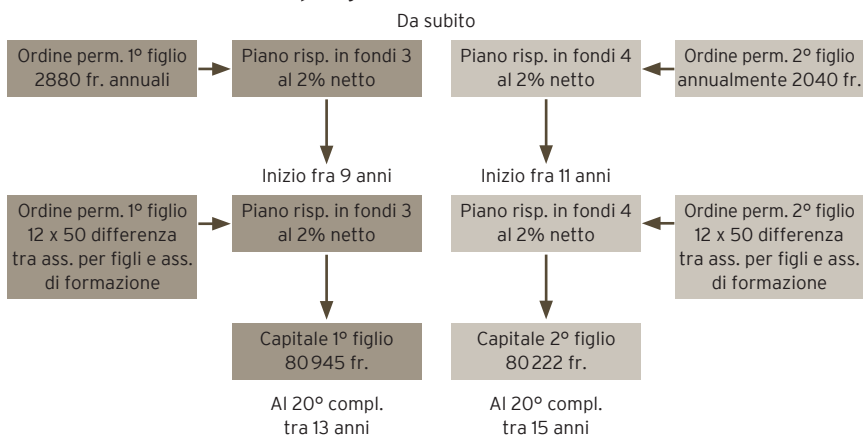 Da subito
Ordine perm. 1° figlio
2880 fr. annuali
Piano risp. in fondi 3
al 2% netto
Piano risp. in fondi 4
al 2% netto
Ordine perm. 2° figlio
annualmente 2040 fr.
Inizio fra 9 anni
Inizio fra 11 anni
Ordine perm. 1° figlio
12 x 50 differenza
tra ass. per figli e ass.
di formazione
Piano risp. in fondi 3
al 2% netto
Piano risp. in fondi 4
al 2% netto
Ordine perm. 2° figlio
12 x 50 differenza
tra ass. per figli e ass.
di formazione
Capitale 1° figlio
80945 fr.
Capitale 2° figlio
80222 fr.
Al 20° compl.
tra 13 anni
Al 20° compl.
tra 15 anni